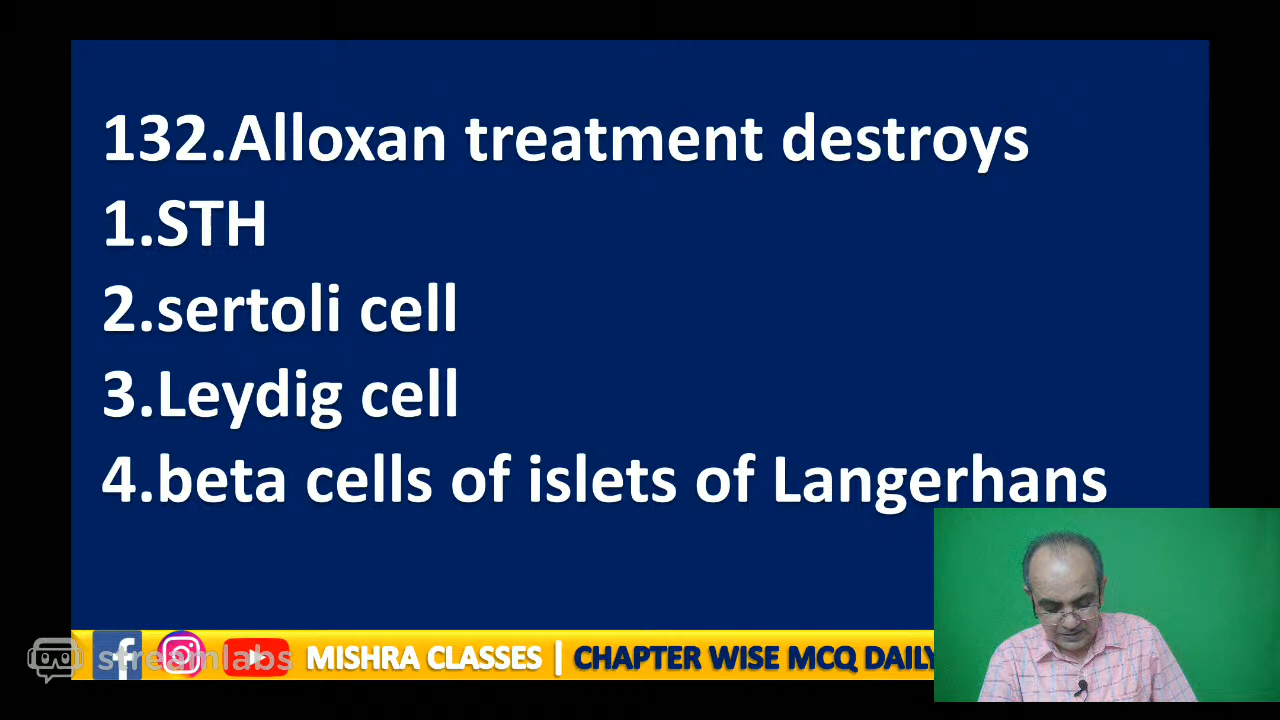 132.Alloxan treatment destroys
1.STH
2.sertoli cell
3.Leydig cell
4.beta cells of islets of Langerhans
streamlabs
MISHRA CLASSES | CHAPTER WISE MCQ DAILY